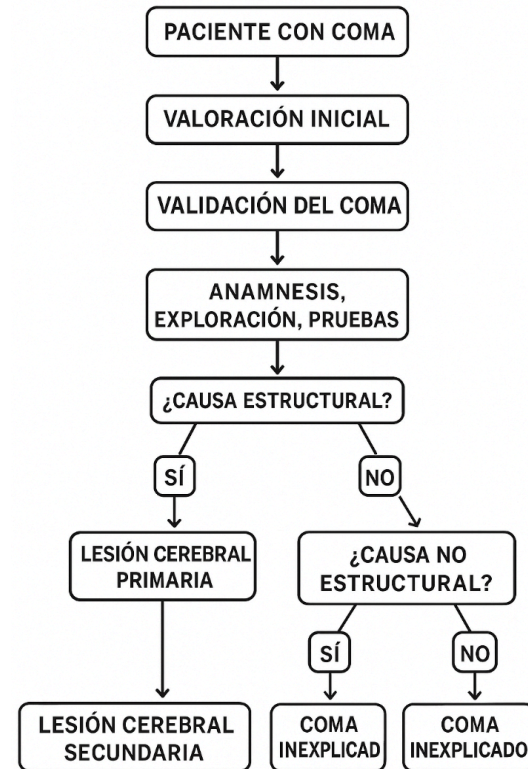 PACIENTE CON COMA
VALORACIÓN INICIAL
VALIDACIÓN DEL COMA
ANAMNESIS,
EXPLORACIÓN, PRUEBAS
¿CAUSA ESTRUCTURAL?
SÍ
NO
LESIÓN CEREBRAL
PRIMARIA
¿CAUSA NO
ESTRUCTURAL?
SÍ
NO
LESIÓN CEREBRAL
SECUNDARIA
COMA
INEXPLICAD
COMA
INEXPLICADO